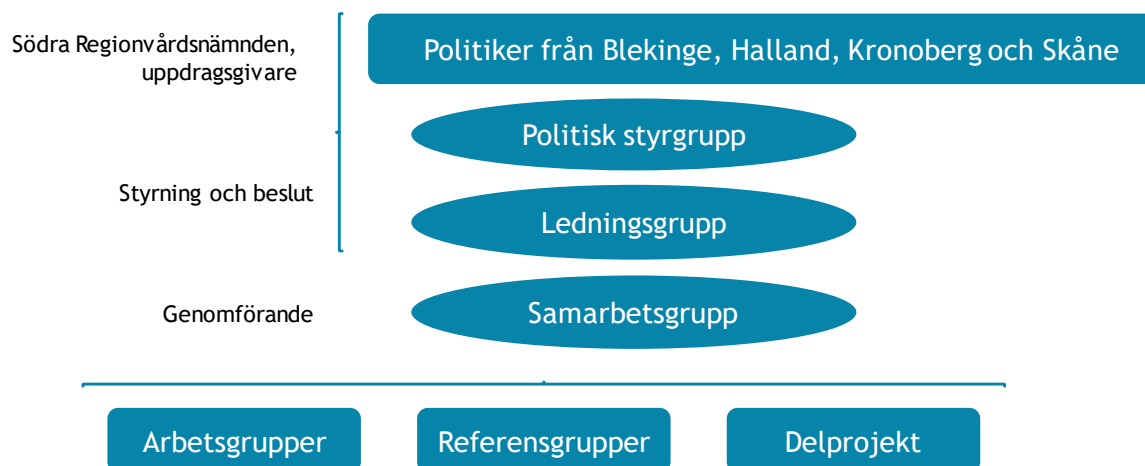 Södra Regionvårdsnämnden,
uppdragsgivare
Politiker från Blekinge, Halland, Kronoberg och Skåne
Politisk styrgrupp
Styrning och beslut
Ledningsgrupp
Genomförande
Samarbetsgrupp
Arbetsgrupper
Referensgrupper
Delprojekt